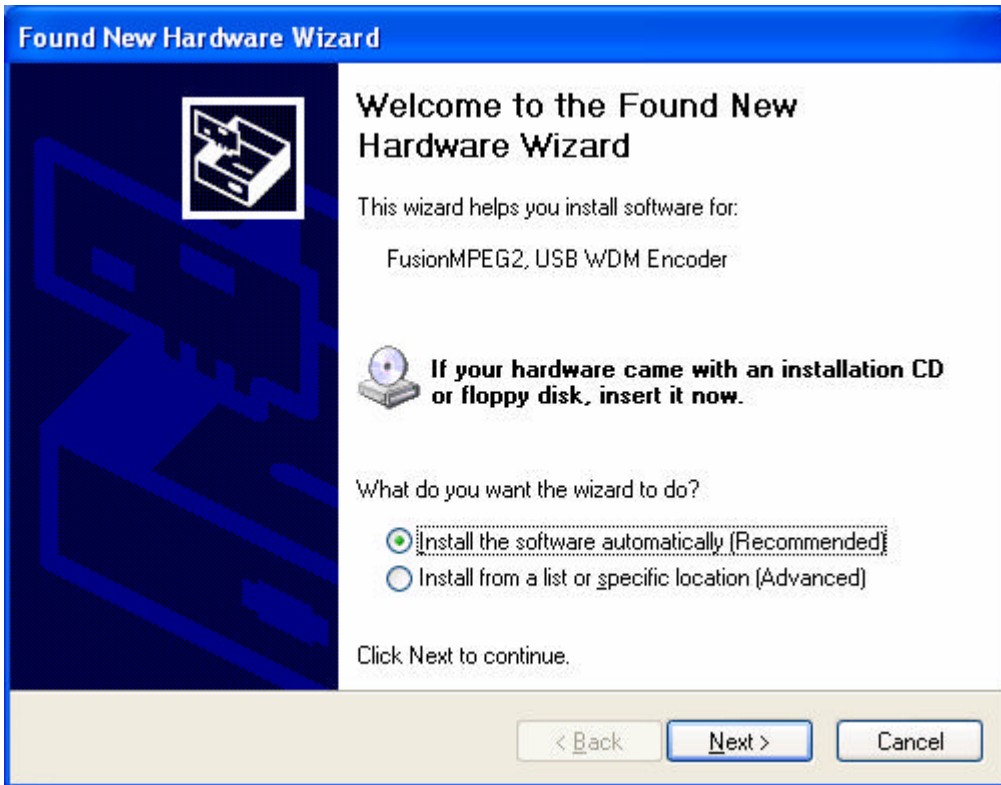 Found New Hardware Wizard
Welcome to the Found New
Hardware Wizard
This wizard helps you install software for:
FusionMPEG2, USB WDM Encoder
If your hardware came with an installation CD
or floppy disk, insert it now.
What do you want the wizard to do?
Install the software automatically (Recommended)
Install from a list or specific location (Advanced)
Click Next to continue.
< Back
Next >
Cancel